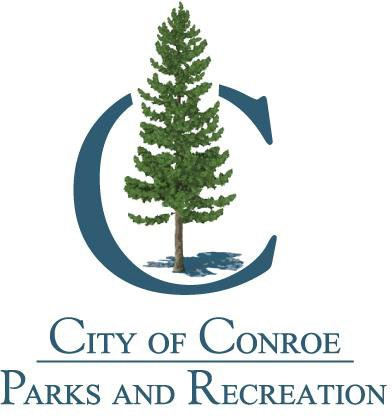 C
City of Conroe
Parks and Recreation